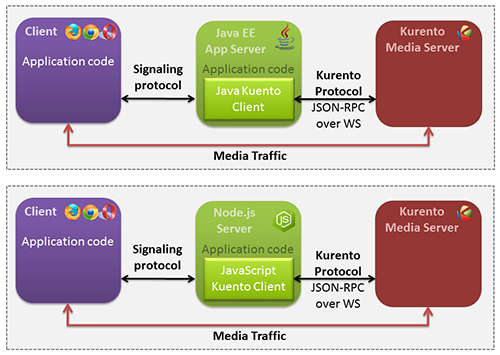 Client
Application code
Signaling
protocol
Java EE
App Server
Application code
Java Kuento
Client
Kurento
Protocol
JSON-RPC
over WS
Kurento
Media Server
Media Traffic
Client
Application code
Signaling
protocol
Node.js
Server
JS
Application code
JavaScript
Kuento Client
Kurento
Protocol
JSON-RPC
over WS
Kurento
Media Server
Media Traffic